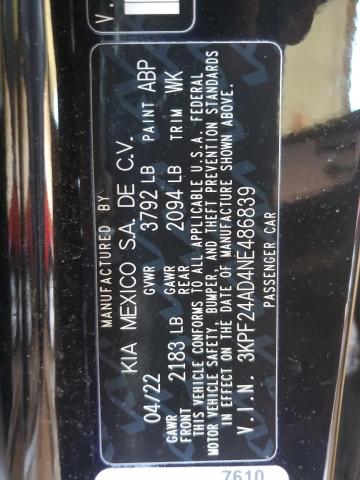 V.
MANUFACTURED BY
KIA MEXICO S.A. DE C.V.
04/22 GVWR 3792 LB PAINT ABP
GAWR FRONT 2183 LB GAWR REAR 2094 LB TRIM WK
THIS VEHICLE CONFORMS TO ALL APPLICABLE U.S.A. FEDERAL
MOTOR VEHICLE SAFETY, BUMPER, AND THEFT PREVENTION STANDARDS
IN EFFECT ON THE DATE OF MANUFACTURE SHOWN ABOVE.
V.I.N. 3KPF24AD4NE486839
PASSENGER CAR
7610